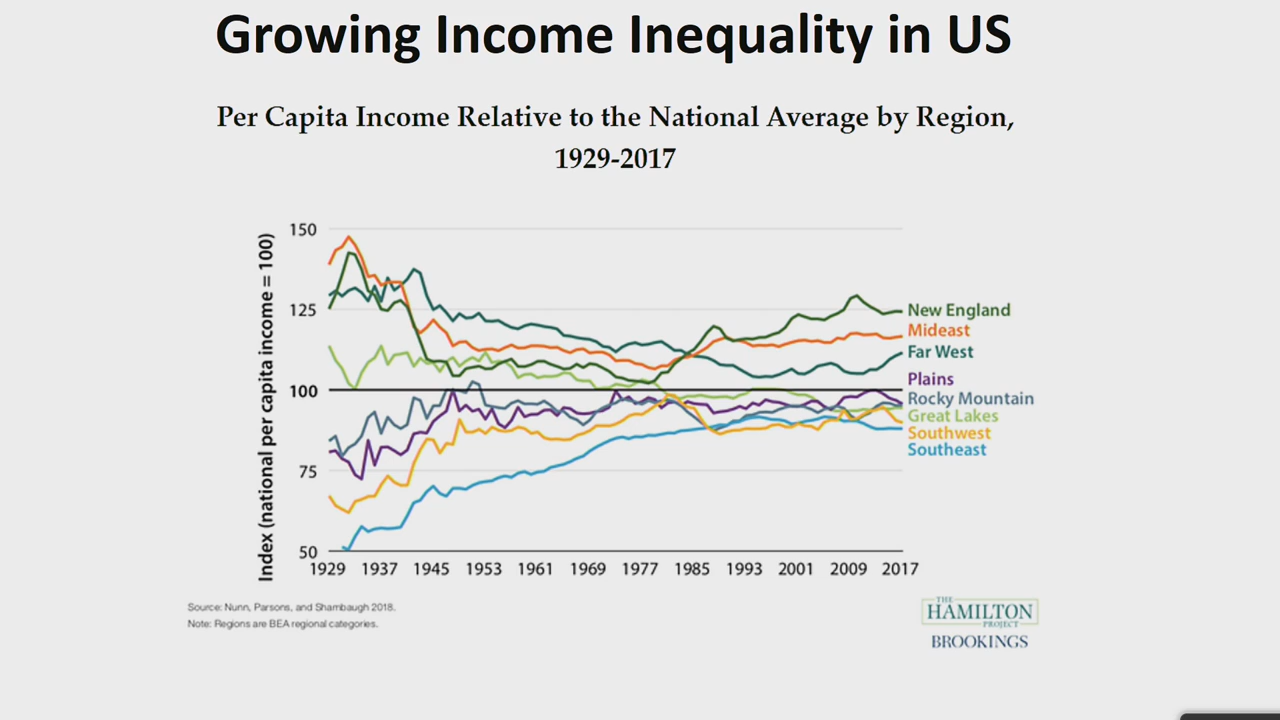 Growing Income Inequality in US
Per Capita Income Relative to the National Average by Region,
1929-2017
Index (national per capita income = 100)
150
125
100
75
50
1929 1937 1945 1953 1961 1969 1977 1985 1993 2001 2009 2017
New England
Mideast
Far West
Plains
Rocky Mountain
Great Lakes
Southwest
Southeast
Source: Nunn, Parsons, and Shambaugh 2018.
Note: Regions are BEA regional categories.
THE
HAMILTON
PROJECT
BROOKINGS